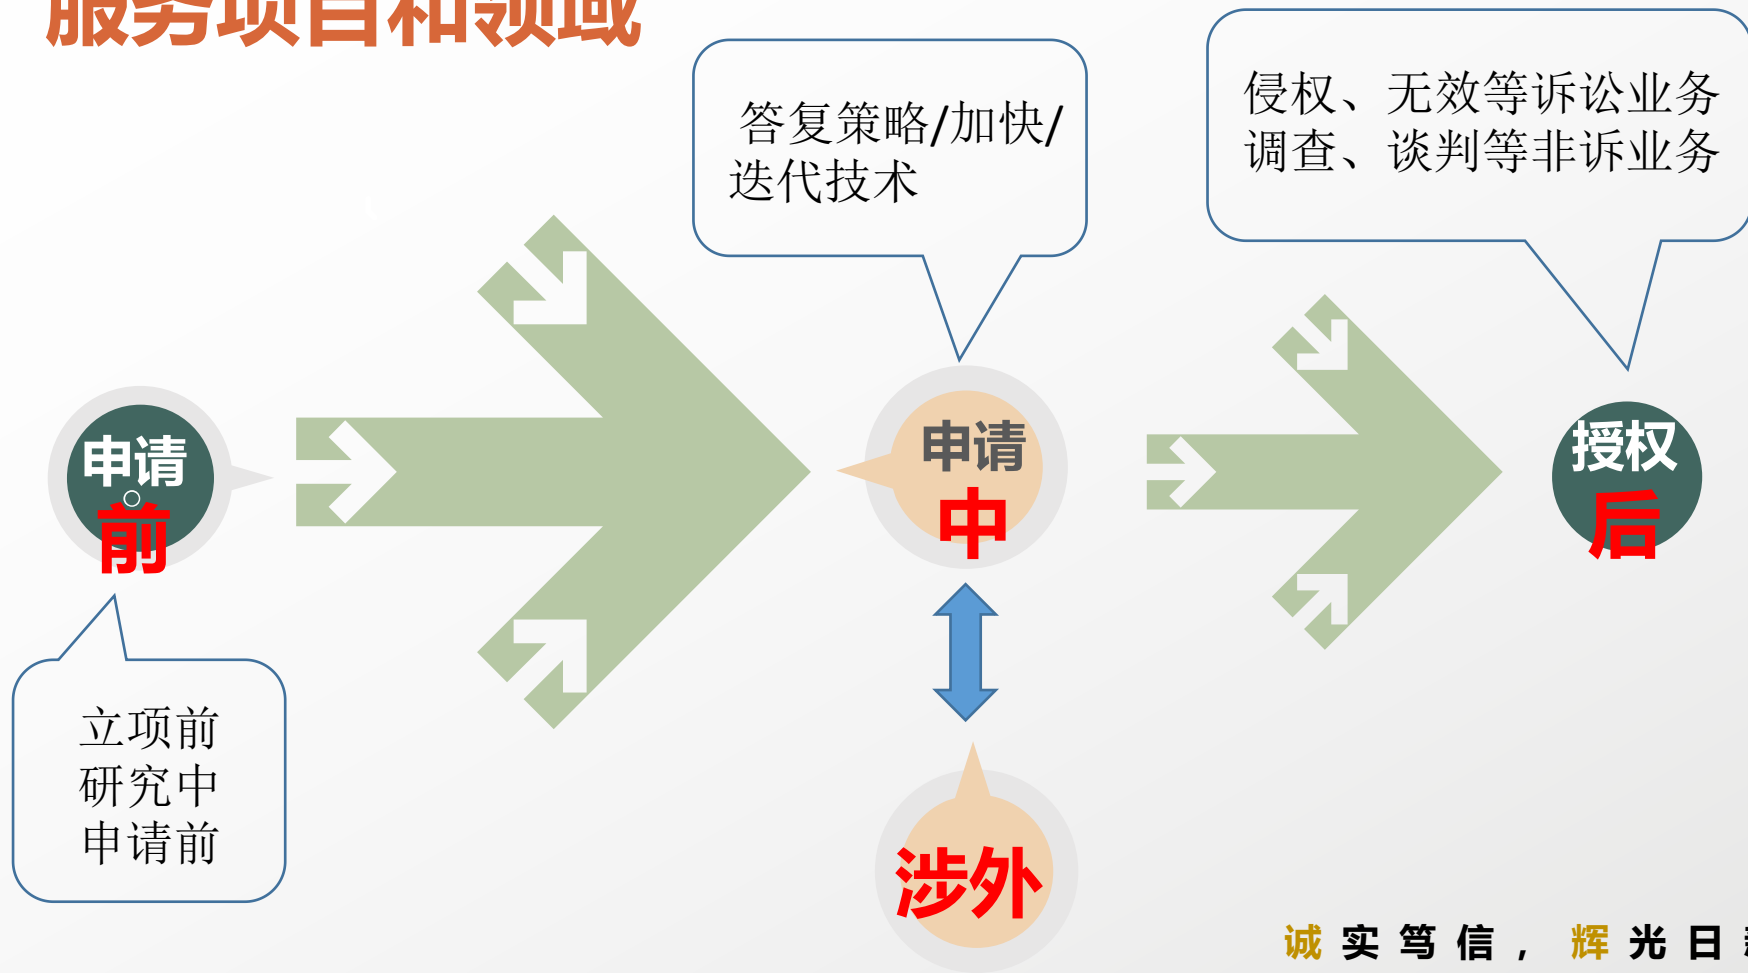 服务项目和领域
答复策略/加快/
迭代技术
侵权、无效等诉讼业务
调查、谈判等非诉业务
申请
前
申请
中
授权
后
立项前
研究中
申请前
涉外
诚实笃信，辉光日新